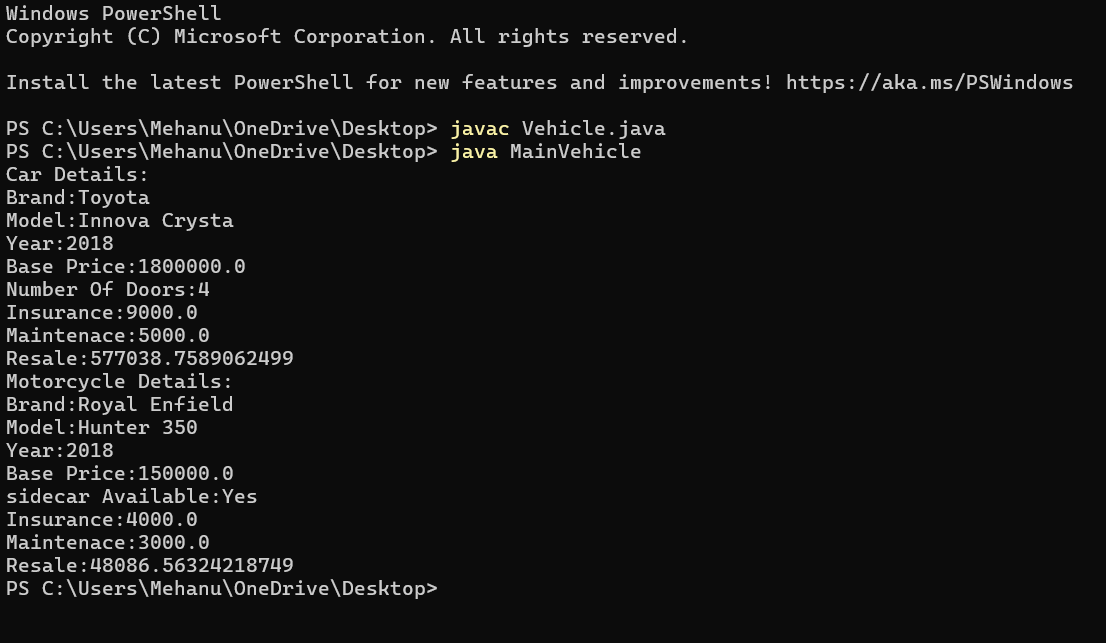 Windows PowerShell
Copyright (C) Microsoft Corporation. All rights reserved.
Install the latest PowerShell for new features and improvements! https://aka.ms/PSWindows
PS C:\Users\Mehanu\OneDrive\Desktop> javac Vehicle.java
PS C:\Users\Mehanu\OneDrive\Desktop> java MainVehicle
Car Details:
Brand:Toyota
Model:Innova Crysta
Year:2018
Base Price:1800000.0
Number Of Doors:4
Insurance:9000.0
Maintenace:5000.0
Resale:577038.7589062499
Motorcycle Details:
Brand:Royal Enfield
Model:Hunter 350
Year:2018
Base Price:150000.0
sidecar Available:Yes
Insurance:4000.0
Maintenace:3000.0
Resale:48086.56324218749
PS C:\Users\Mehanu\OneDrive\Desktop>